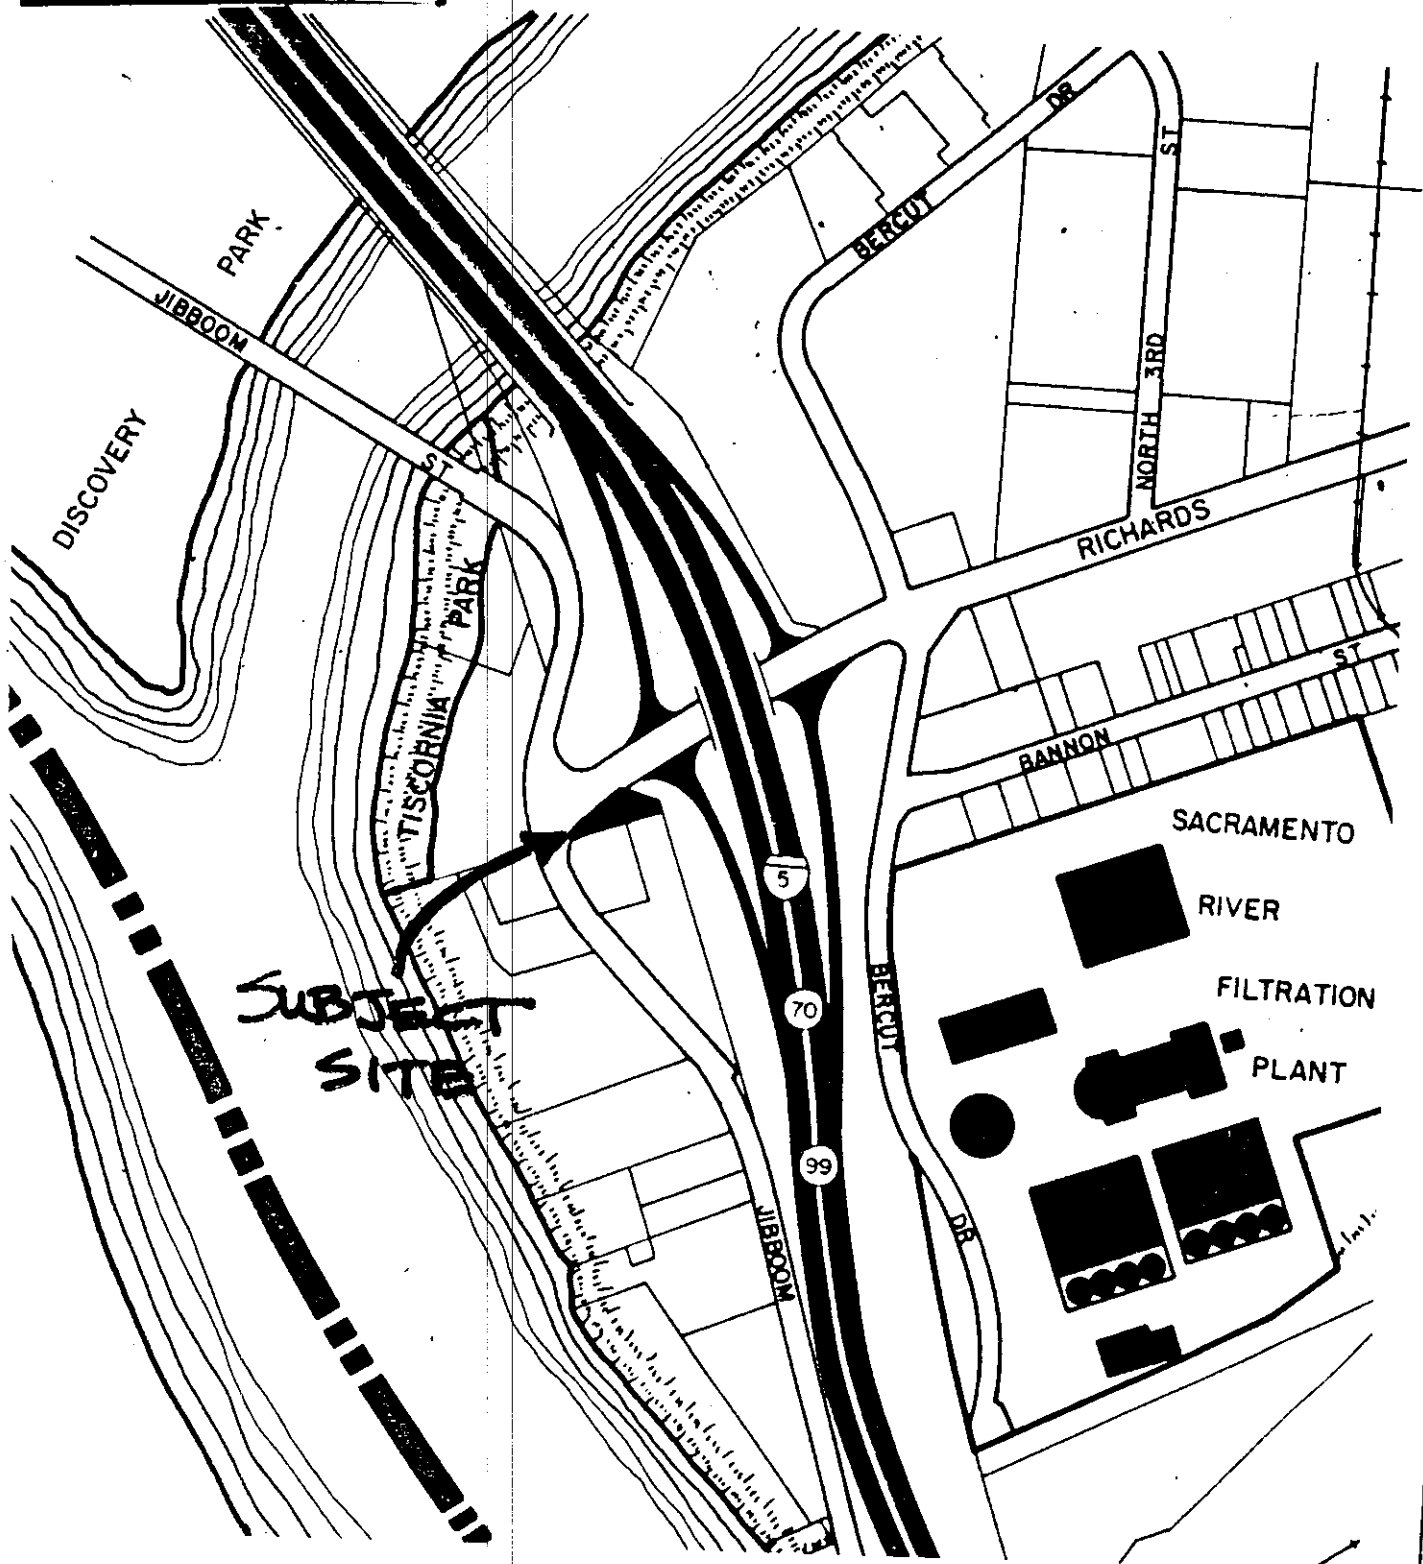 DR
ST
BERCUT
PARK
JIBBOOM
NORTH 3RD
DISCOVERY
ST
RICHARDS
PARK
ST
TISCORNIA
BANNON
SACRAMENTO
5
RIVER
BERCUT
FILTRATION
SUBJECT
70
SITE
PLANT
99
JIBBOOM
DR